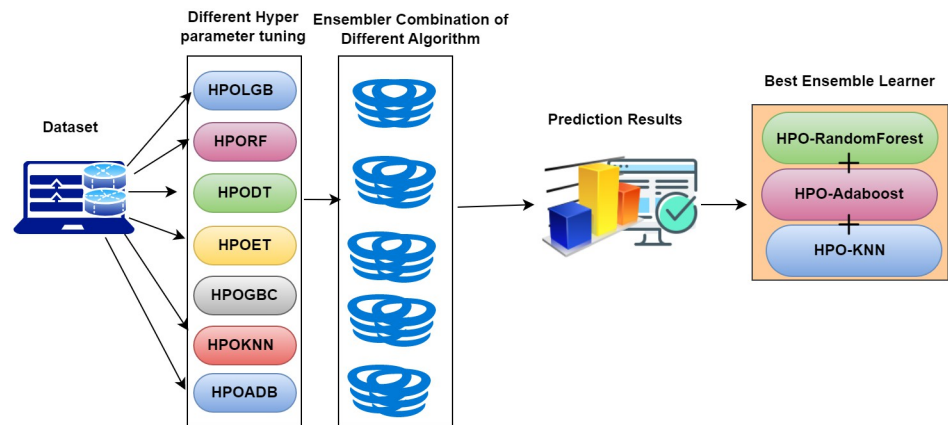 Different Hyper
parameter tuning
Ensembler Combination of
Different Algorithm
Dataset
HPOLGB
HPORF
HPODT
HPOET
HPOGBC
HPOKNN
HPOADB
Prediction Results
Best Ensemble Learner
HPO-RandomForest
+
HPO-Adaboost
+
HPO-KNN